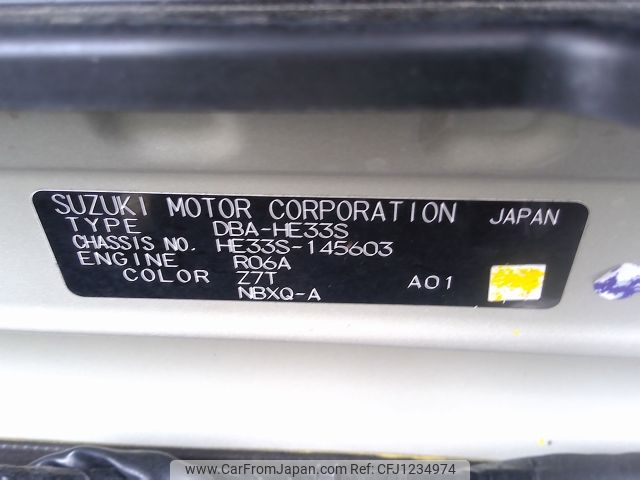 SUZUKI MOTOR CORPORATION JAPAN
TYPE DBA-HE33S
CHASSIS NO. HE33S-145603
ENGINE R06A
COLOR Z7T A01
NBXQ-A
www.CarFromJapan.com CFJ1234974